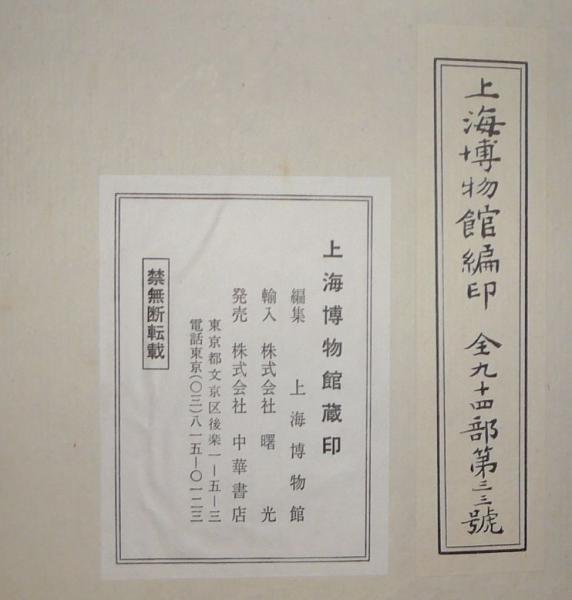 上海博物館編印 全九十四部第三三號
上海博物館蔵印
編集 上海博物館
輸入 株式会社 曙光
発売 株式会社 中華書店
東京都文京区後楽一－五－三
電話東京(〇三)八一五－〇一二三
禁無断転載